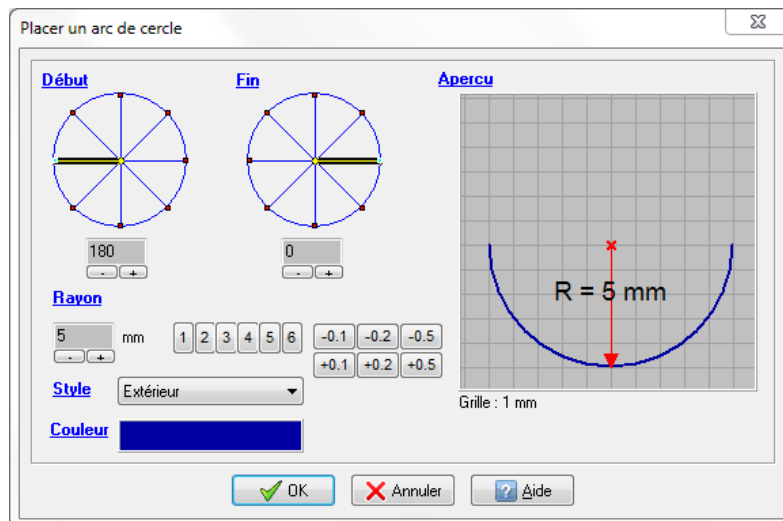 Placer un arc de cercle
Début
Fin
Apercu
180
0
- +
- +
R = 5 mm
Rayon
5 mm
1 2 3 4 5 6
-0.1 -0.2 -0.5
- +
+0.1 +0.2 +0.5
Style
Extérieur
Grille : 1 mm
Couleur
OK
Annuler
? Aide